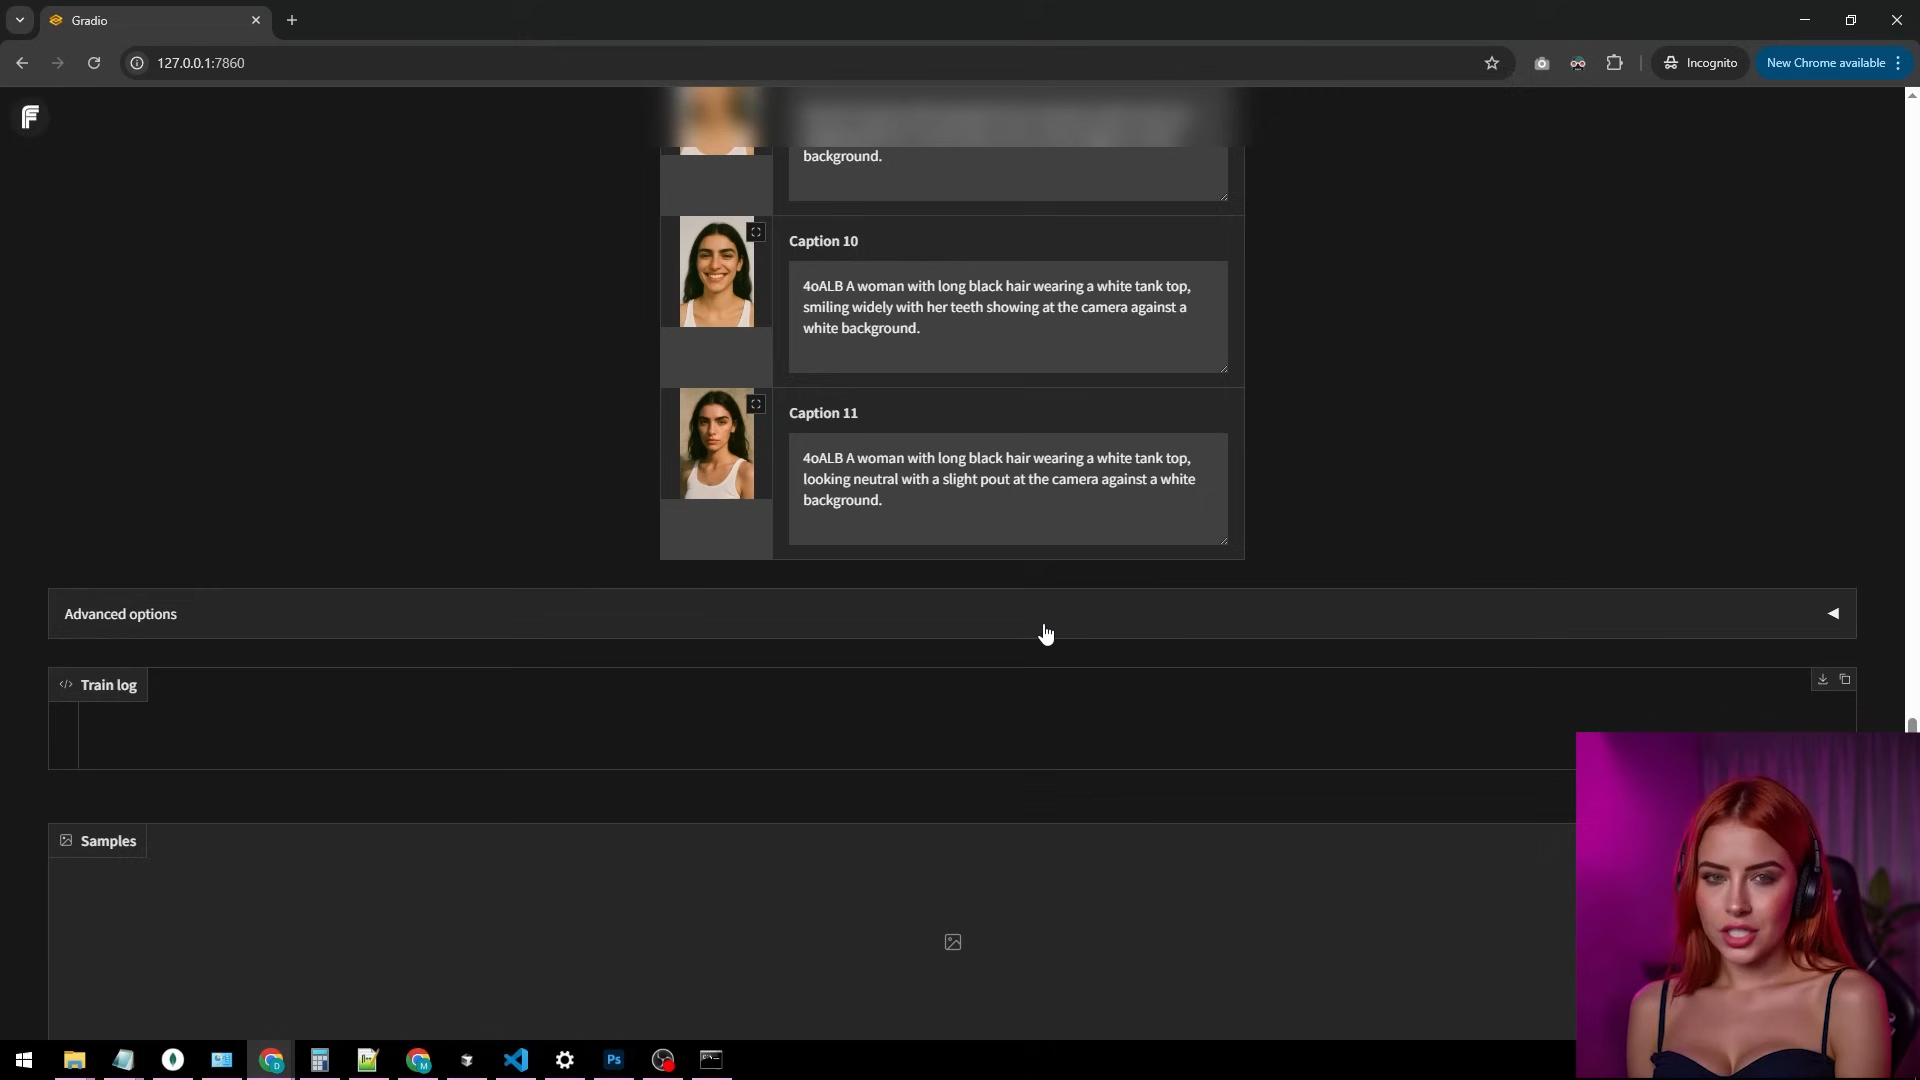 Gradio
127.0.0.1:7860
Incognito
New Chrome available
background.
Caption 10
4oALB A woman with long black hair wearing a white tank top,
smiling widely with her teeth showing at the camera against a
white background.
Caption 11
4oALB A woman with long black hair wearing a white tank top,
looking neutral with a slight pout at the camera against a white
background.
Advanced options
Train log
Samples